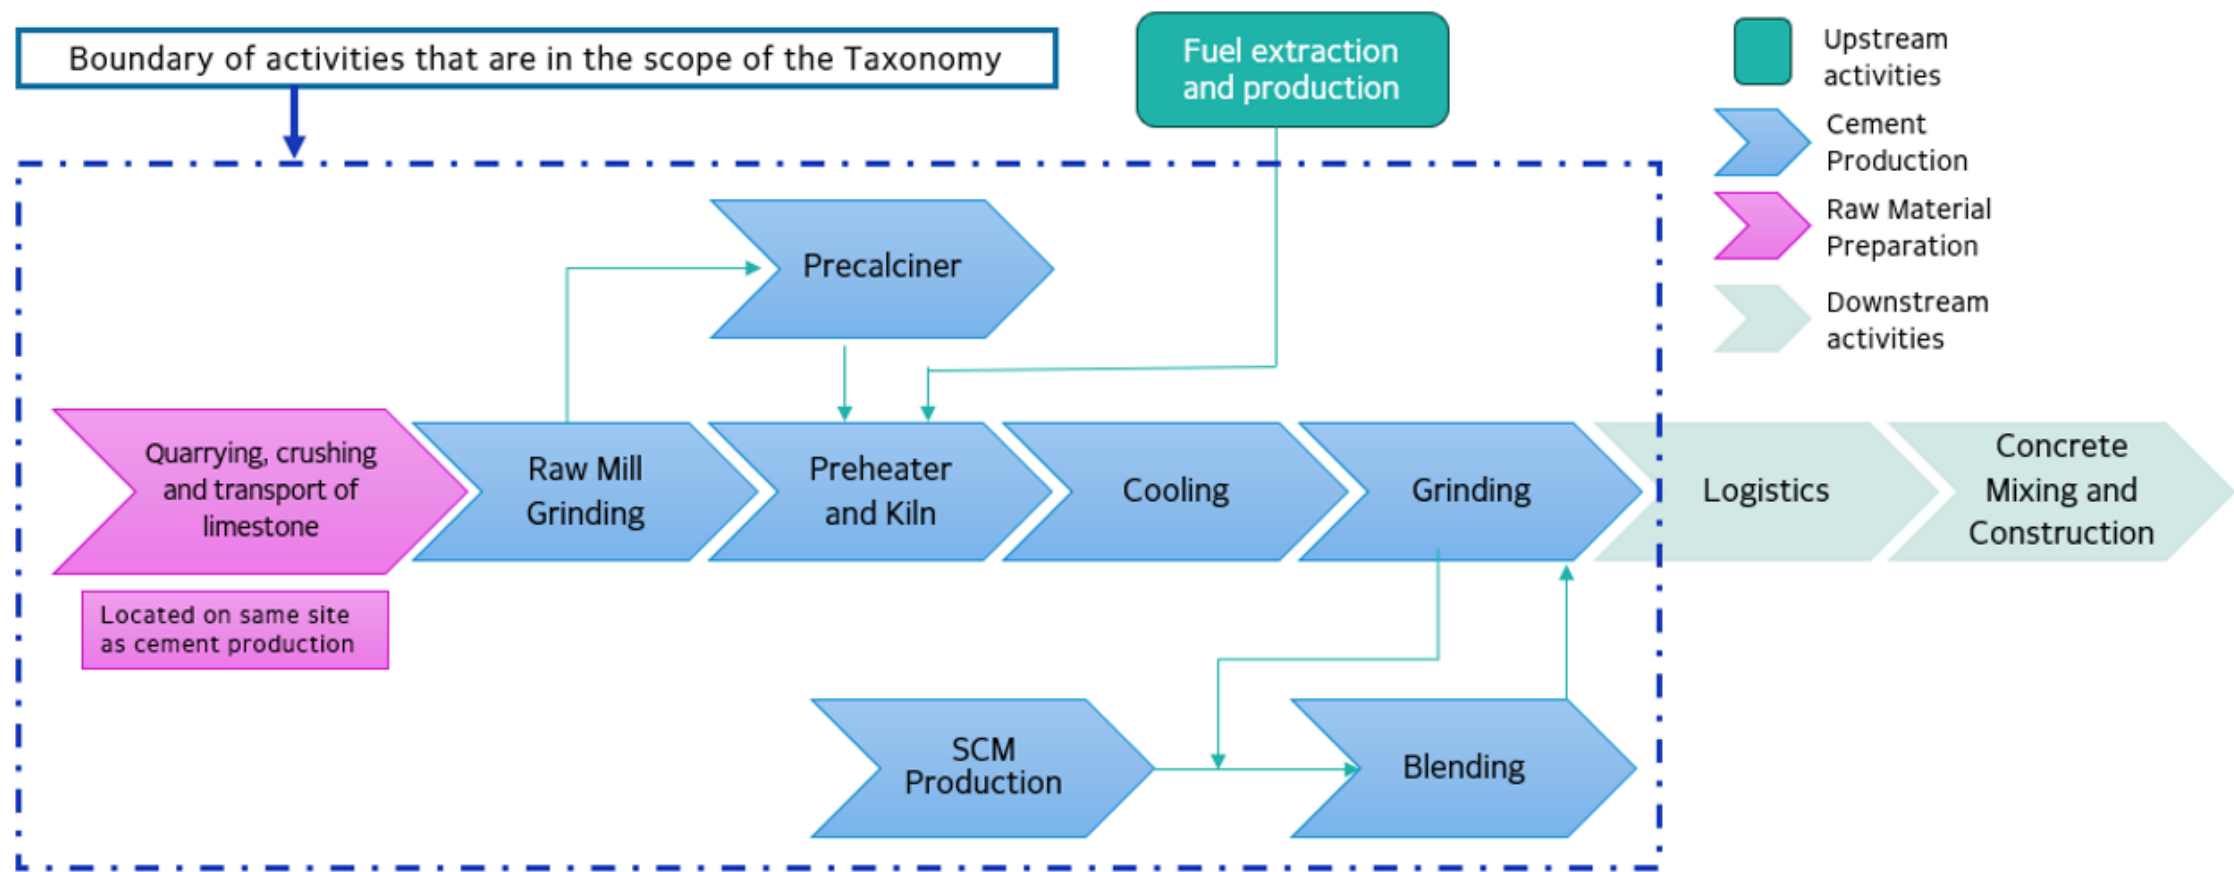 Boundary of activities that are in the scope of the Taxonomy
Fuel extraction
and production
Upstream
activities
Cement
Production
Raw Material
Preparation
Downstream
activities
Precalciner
Quarrying, crushing
and transport of
limestone
Raw Mill
Grinding
Preheater
and Kiln
Cooling
Grinding
Logistics
Concrete
Mixing and
Construction
Located on same site
as cement production
SCM
Production
Blending